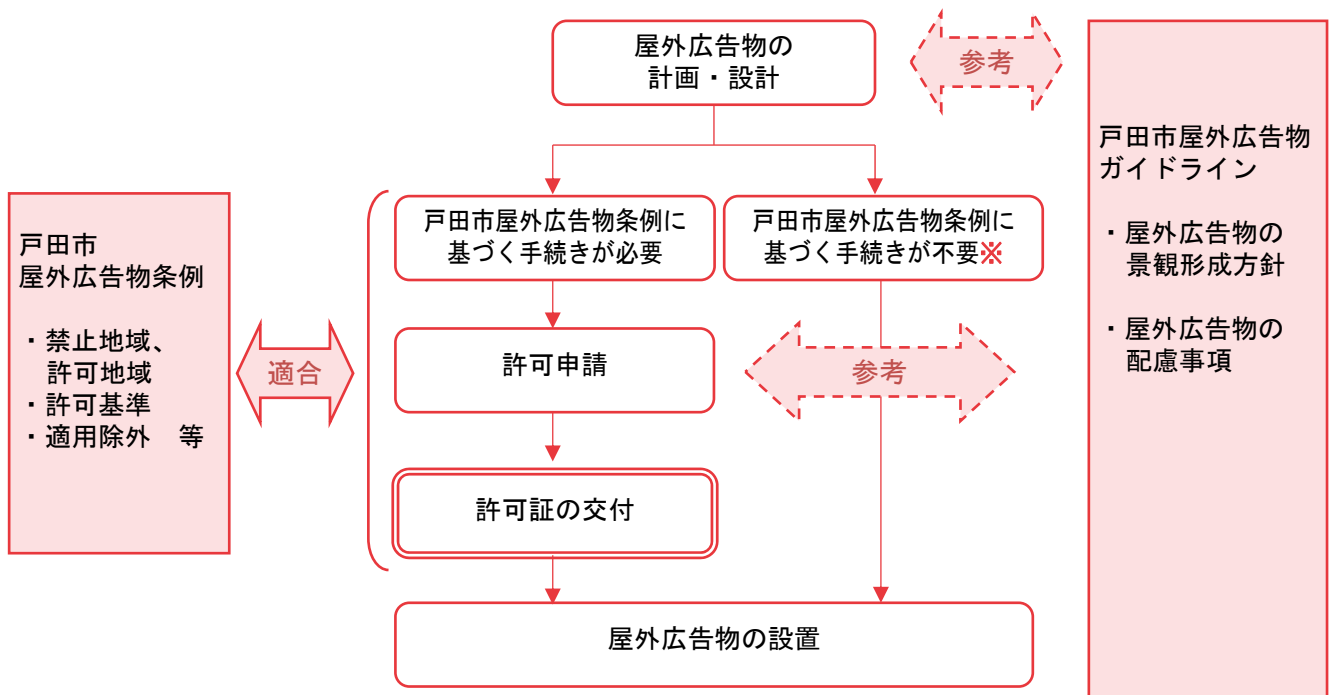 屋外広告物の
計画・設計
参考
戸田市屋外広告物
ガイドライン
・屋外広告物の
景観形成方針
・屋外広告物の
配慮事項
戸田市
屋外広告物条例
・禁止地域、
許可地域
・許可基準
・適用除外　等
適合
戸田市屋外広告物条例に
基づく手続きが必要
戸田市屋外広告物条例に
基づく手続きが不要※
許可申請
参考
許可証の交付
屋外広告物の設置